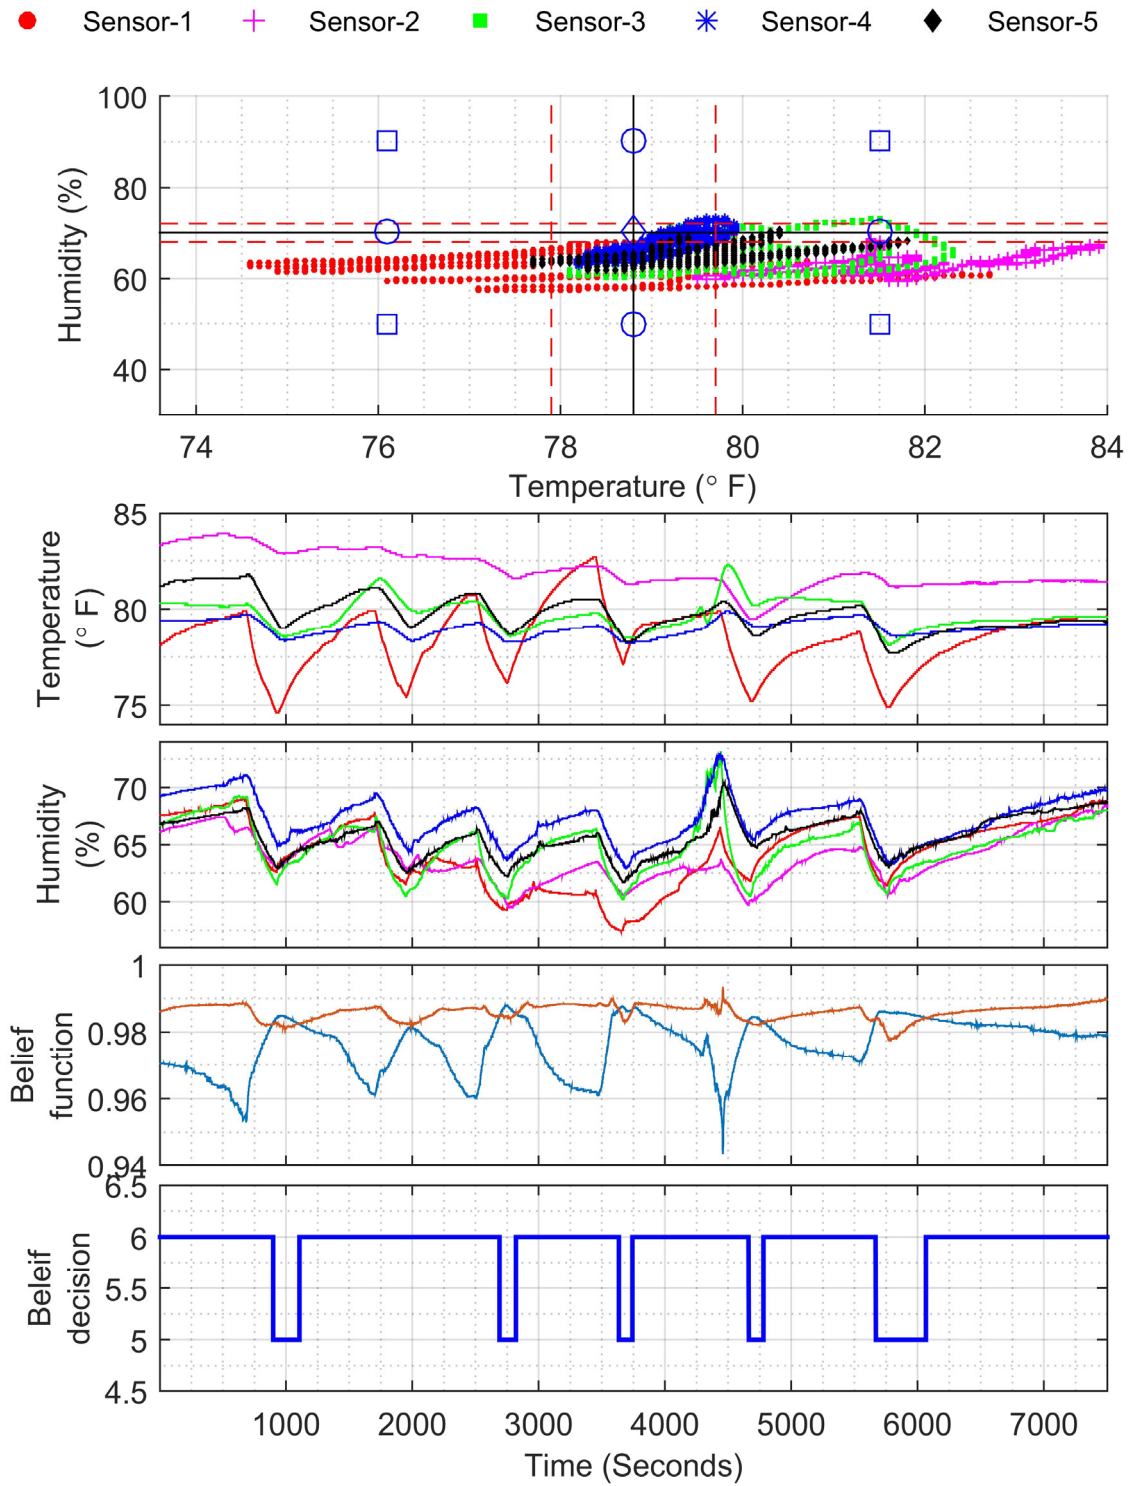 Sensor-1 Sensor-2 Sensor-3 Sensor-4 Sensor-5
100
80
60
40
Humidity (%)
74 76 78 80 82 84
Temperature (° F)
85
80
75
Temperature
(° F)
70
65
60
Humidity
(%)
1
0.98
0.96
0.94
Belief
function
6.5
6
5.5
5
4.5
Beleif
decision
1000 2000 3000 4000 5000 6000 7000
Time (Seconds)